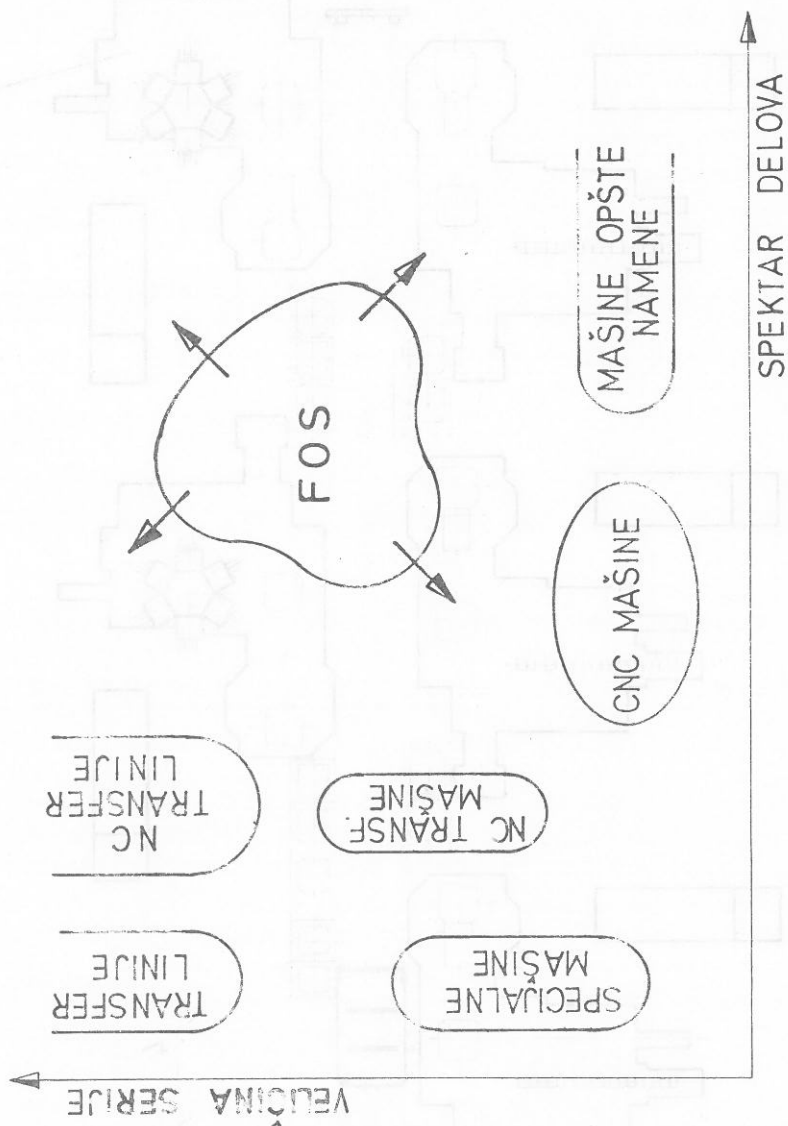 VELIČINA SERIJE
TRANSFER
LINIJE
NC
TRANSFER
LINIJE
SPECIJALNE
MAŠINE
NC TRANSF.
MAŠINE
FOS
CNC MAŠINE
MAŠINE OPŠTE
NAMENE
SPEKTAR DELOVA